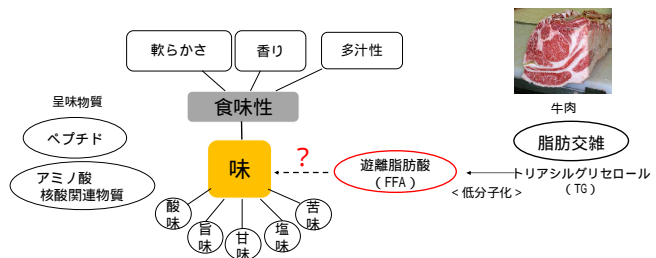 軟らかさ
香り
多汁性
食味性
呈味物質
ペプチド
アミノ酸
核酸関連物質
味
?
遊離脂肪酸
(FFA)
牛肉
脂肪交雑
トリアシルグリセロール
(TG)
<低分子化>
酸味
旨味
甘味
塩味
苦味